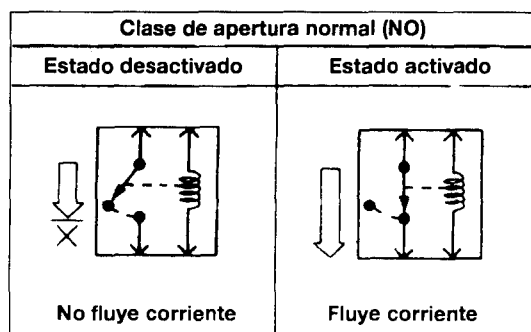 Clase de apertura normal (NO)
Estado desactivado
Estado activado
No fluye corriente
Fluye corriente